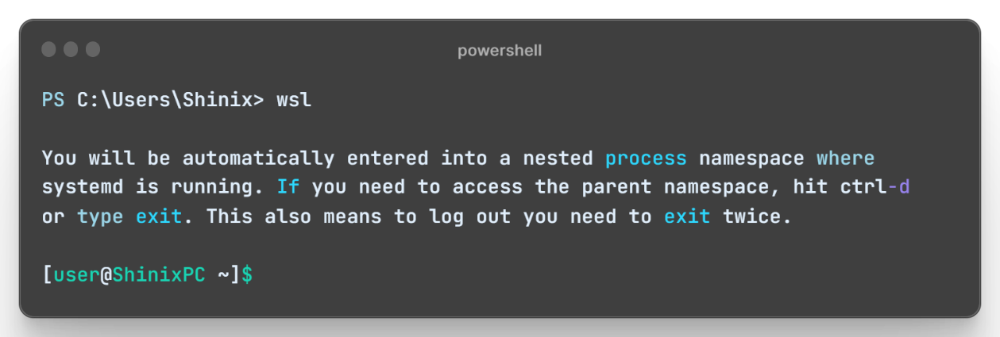 powershell
PS C:\Users\Shinix> wsl
You will be automatically entered into a nested process namespace where
systemd is running. If you need to access the parent namespace, hit ctrl-d
or type exit. This also means to log out you need to exit twice.
[user@ShinixPC ~]$